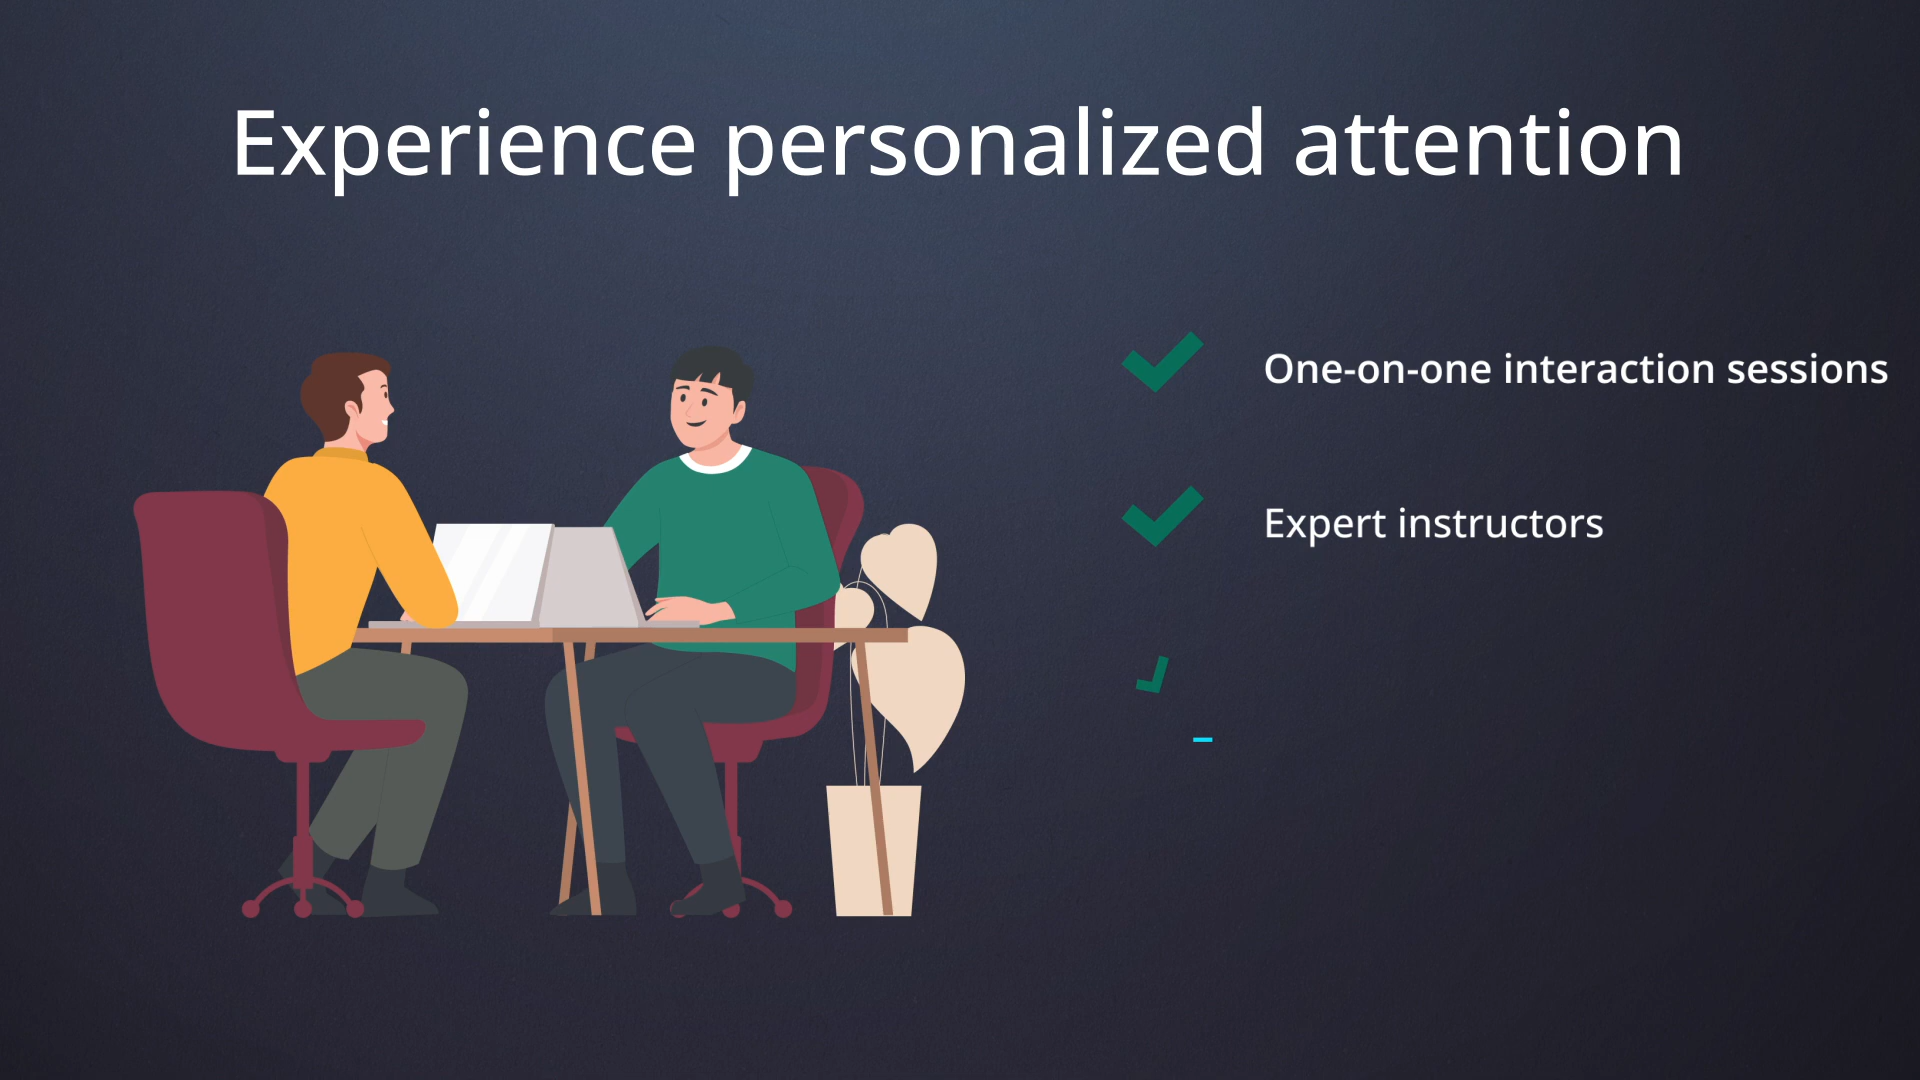 Experience personalized attention
One-on-one interaction sessions
Expert instructors